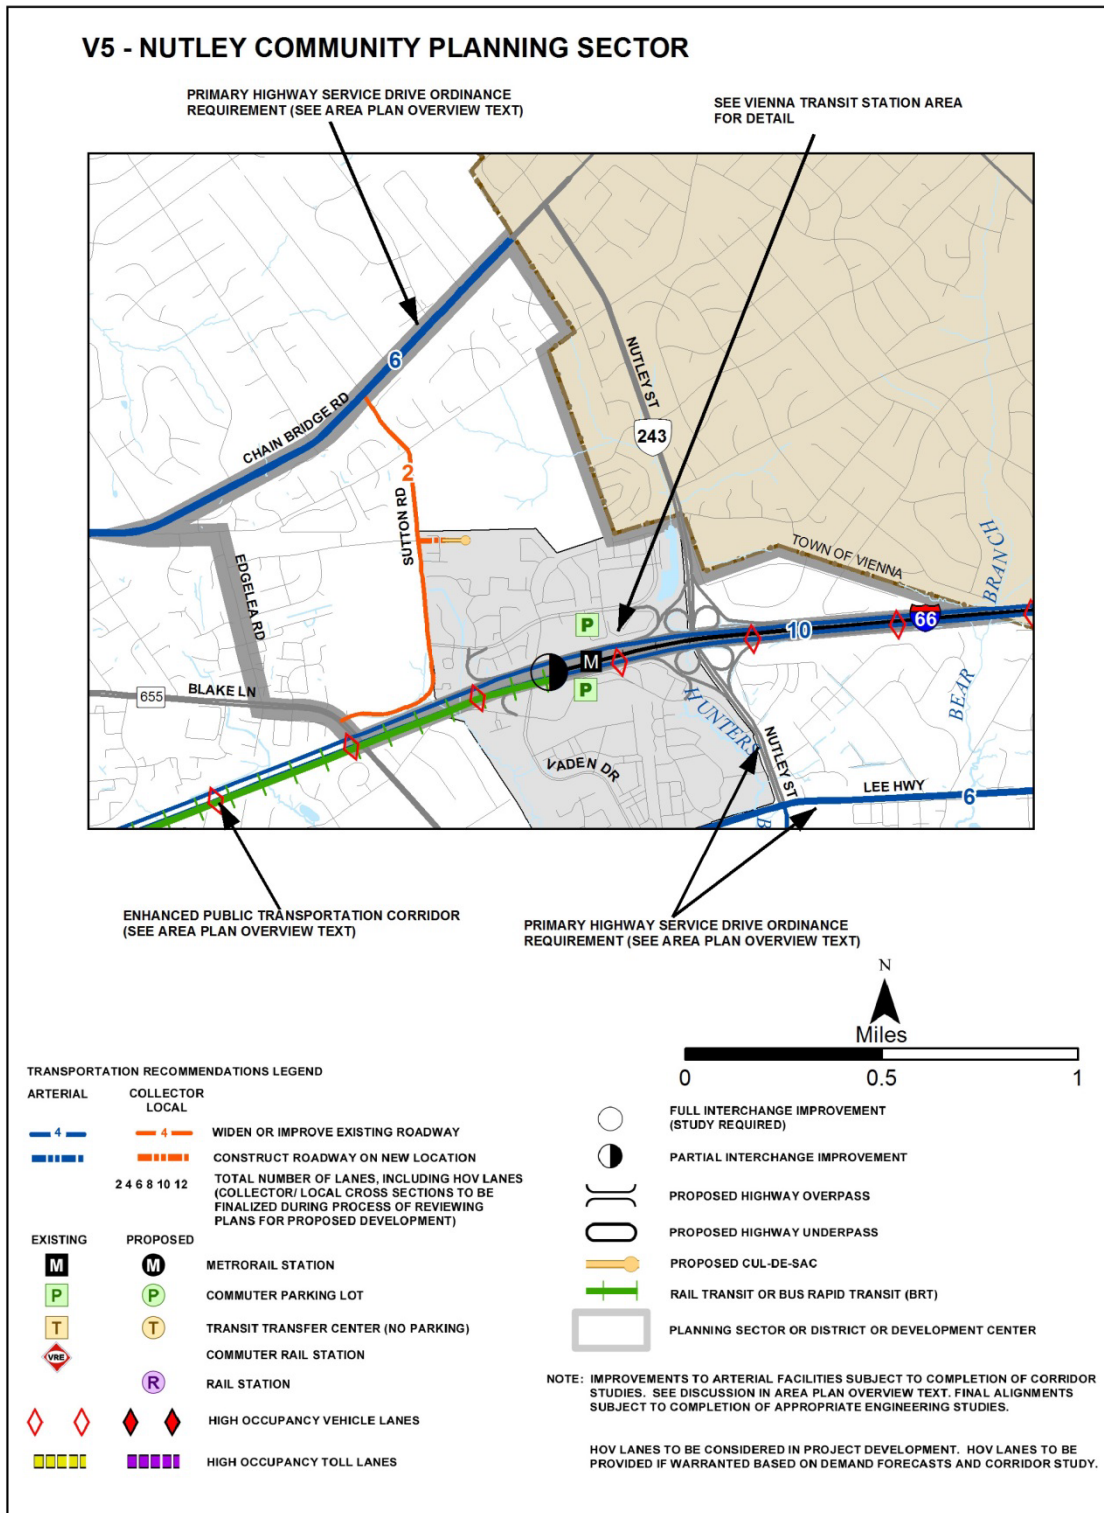 V5 - NUTLEY COMMUNITY PLANNING SECTOR
PRIMARY HIGHWAY SERVICE DRIVE ORDINANCE
REQUIREMENT (SEE AREA PLAN OVERVIEW TEXT)
SEE VIENNA TRANSIT STATION AREA
FOR DETAIL
6
CHAIN BRIDGE RD
NUTLEY ST
243
2
SUTTON RD
EDGELEA RD
TOWN OF VIENNA
BRANCH
BEAR
66
10
P
M
P
655
BLAKE LN
HUNTERS
B
VADEN DR
NUTLEY ST
LEE HWY
6
ENHANCED PUBLIC TRANSPORTATION CORRIDOR
(SEE AREA PLAN OVERVIEW TEXT)
PRIMARY HIGHWAY SERVICE DRIVE ORDINANCE
REQUIREMENT (SEE AREA PLAN OVERVIEW TEXT)
N
Miles
0 0.5 1
TRANSPORTATION RECOMMENDATIONS LEGEND
ARTERIAL COLLECTOR
LOCAL
4 4 WIDEN OR IMPROVE EXISTING ROADWAY
CONSTRUCT ROADWAY ON NEW LOCATION
2 4 6 8 10 12 TOTAL NUMBER OF LANES, INCLUDING HOV LANES
(COLLECTOR/ LOCAL CROSS SECTIONS TO BE
FINALIZED DURING PROCESS OF REVIEWING
PLANS FOR PROPOSED DEVELOPMENT)
EXISTING PROPOSED
M M METRORAIL STATION
P P COMMUTER PARKING LOT
T T TRANSIT TRANSFER CENTER (NO PARKING)
VRE COMMUTER RAIL STATION
R RAIL STATION
HIGH OCCUPANCY VEHICLE LANES
HIGH OCCUPANCY TOLL LANES
FULL INTERCHANGE IMPROVEMENT
(STUDY REQUIRED)
PARTIAL INTERCHANGE IMPROVEMENT
PROPOSED HIGHWAY OVERPASS
PROPOSED HIGHWAY UNDERPASS
PROPOSED CUL-DE-SAC
RAIL TRANSIT OR BUS RAPID TRANSIT (BRT)
PLANNING SECTOR OR DISTRICT OR DEVELOPMENT CENTER
NOTE: IMPROVEMENTS TO ARTERIAL FACILITIES SUBJECT TO COMPLETION OF CORRIDOR
STUDIES. SEE DISCUSSION IN AREA PLAN OVERVIEW TEXT. FINAL ALIGNMENTS
SUBJECT TO COMPLETION OF APPROPRIATE ENGINEERING STUDIES.
HOV LANES TO BE CONSIDERED IN PROJECT DEVELOPMENT. HOV LANES TO BE
PROVIDED IF WARRANTED BASED ON DEMAND FORECASTS AND CORRIDOR STUDY.